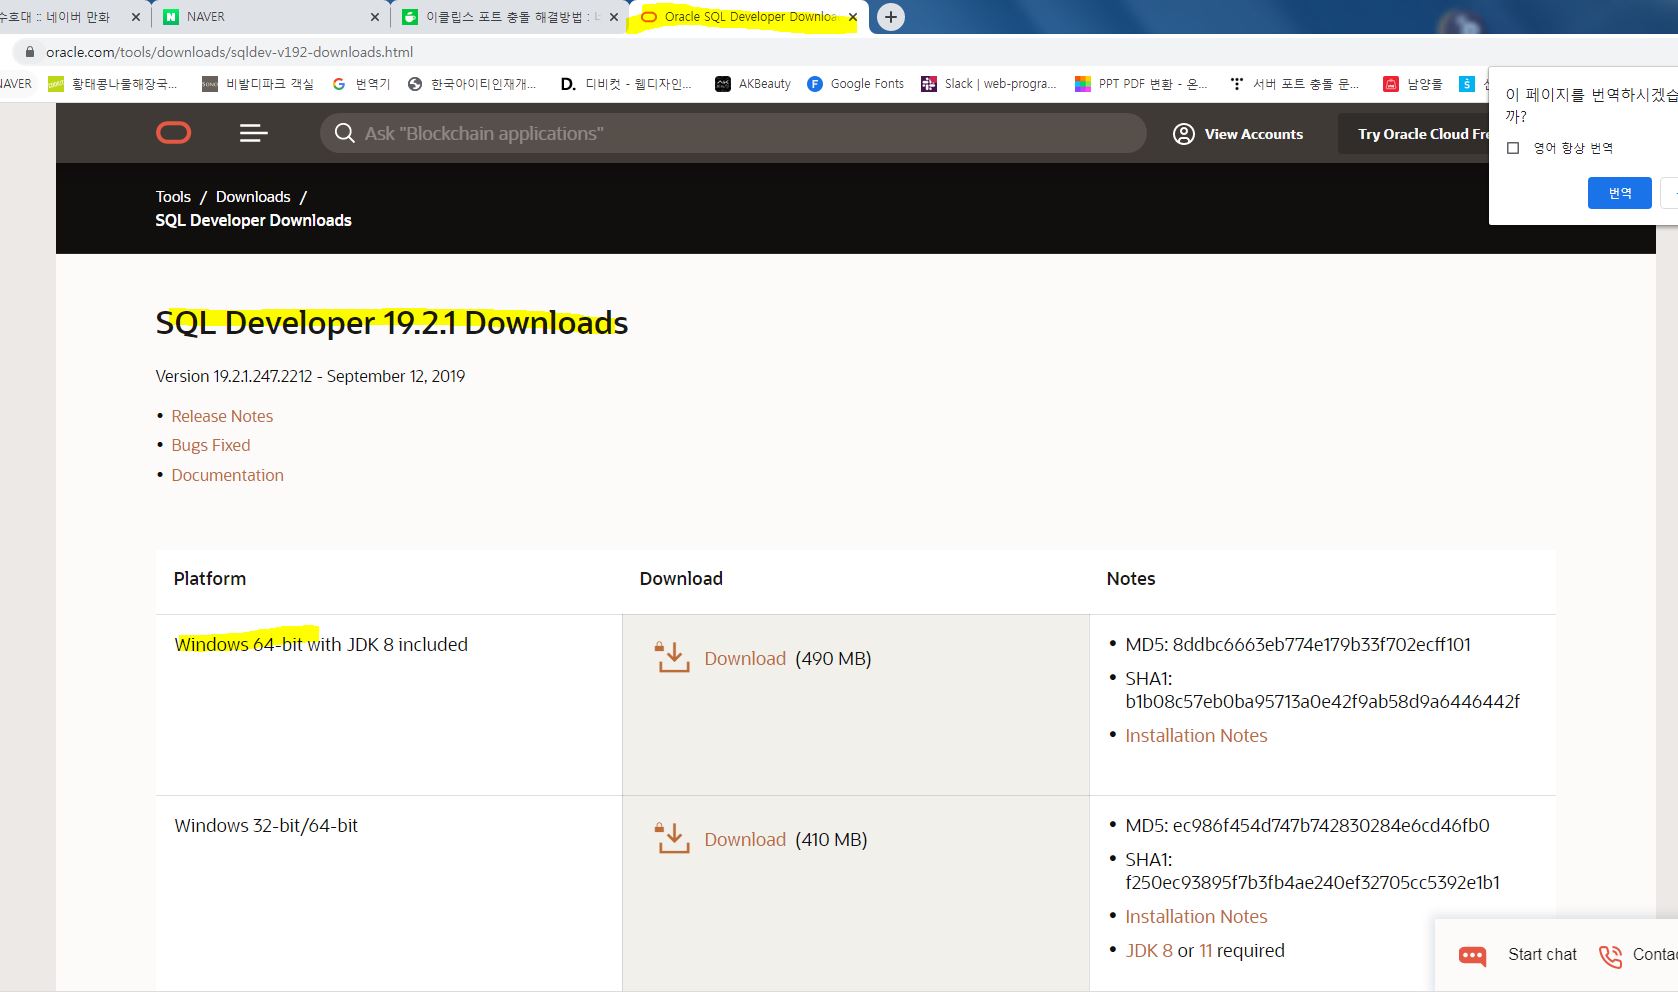 수호대 :: 네이버 만화
NAVER
이클립스 포트 충돌 해결방법 :
Oracle SQL Developer Downloa
oracle.com/tools/downloads/sqldev-v192-downloads.html
NAVER
황태콩나물해장국...
비발디파크 객실
번역기
한국아이티인재개...
디비컷 - 웹디자인...
AKBeauty
Google Fonts
Slack | web-progra...
PPT PDF 변환 - 온...
서버 포트 충돌 문...
남양돌
이 페이지를 번역하시겠습
까?
영어 항상 번역
번역
Ask "Blockchain applications"
View Accounts
Try Oracle Cloud Fre
Tools / Downloads /
SQL Developer Downloads
SQL Developer 19.2.1 Downloads
Version 19.2.1.247.2212 - September 12, 2019
• Release Notes
• Bugs Fixed
• Documentation
Platform
Download
Notes
Windows 64-bit with JDK 8 included
Download (490 MB)
• MD5: 8ddbc6663eb774e179b33f702ecff101
• SHA1:
b1b08c57eb0ba95713a0e42f9ab58d9a6446442f
• Installation Notes
Windows 32-bit/64-bit
Download (410 MB)
• MD5: ec986f454d747b742830284e6cd46fb0
• SHA1:
f250ec93895f7b3fb4ae240ef32705cc5392e1b1
• Installation Notes
• JDK 8 or 11 required
Start chat
Contac